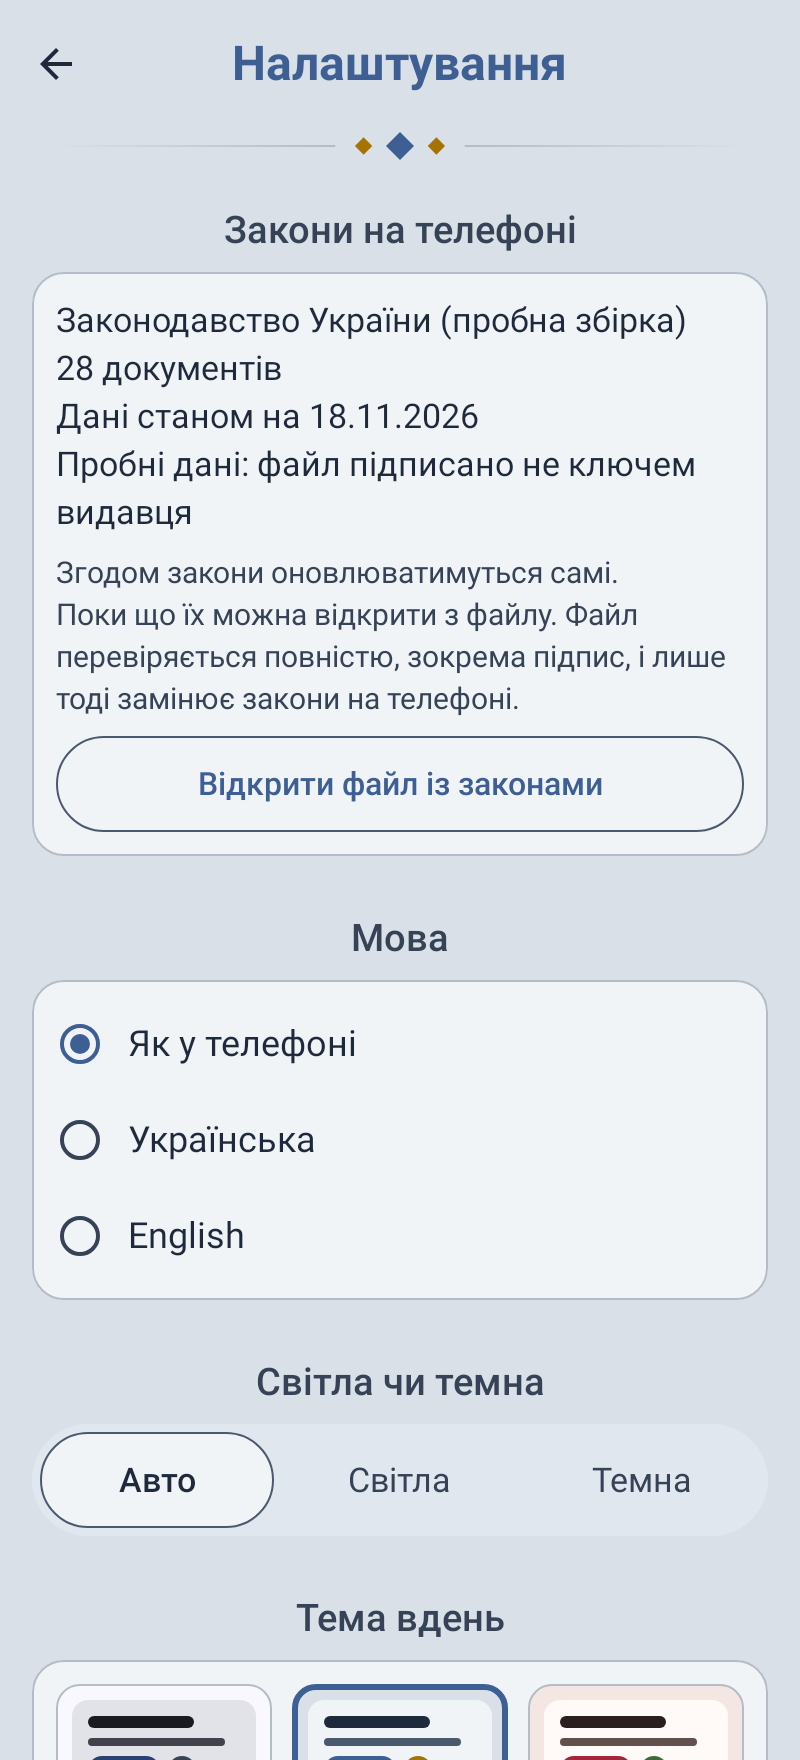 Налаштування
Закони на телефоні
Законодавство України (пробна збірка)
28 документів
Дані станом на 18.11.2026
Пробні дані: файл підписано не ключем
видавця
Згодом закони оновлюватимуться самі.
Поки що їх можна відкрити з файлу. Файл
перевіряється повністю, зокрема підпис, і лише
тоді замінює закони на телефоні.
Відкрити файл із законами
Мова
Як у телефоні
Українська
English
Світла чи темна
Авто
Світла
Темна
Тема вдень